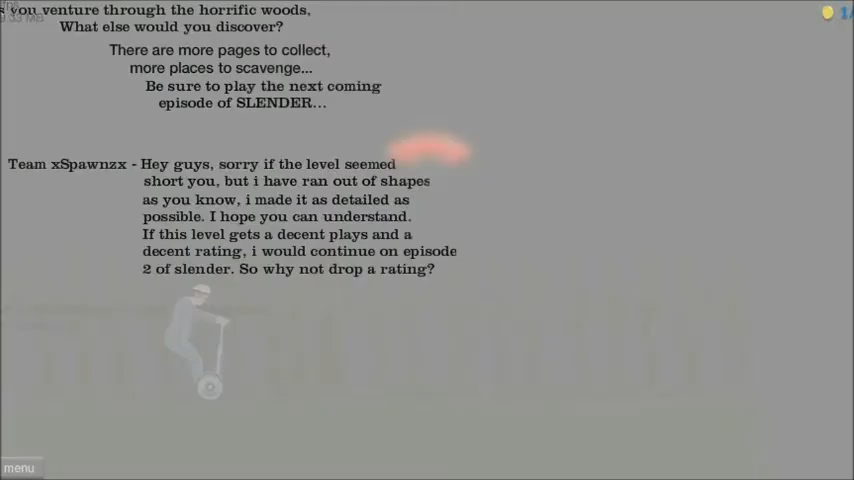 s you venture through the horrific woods,
What else would you discover?
There are more pages to collect,
more places to scavenge...
Be sure to play the next coming
episode of SLENDER...
Team xSpawnzx - Hey guys, sorry if the level seemed
short you, but i have ran out of shapes
as you know, i made it as detailed as
possible. I hope you can understand.
If this level gets a decent plays and a
decent rating, i would continue on episode
2 of slender. So why not drop a rating?
menu